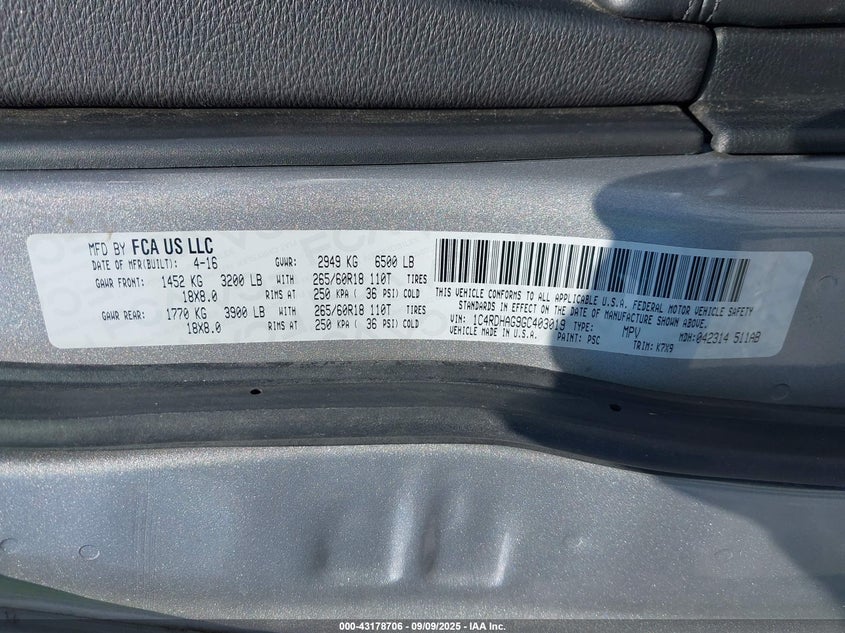 MFD BY FCA US LLC
DATE OF MFR(BUILT): 4-16 GVWR: 2949 KG 6500 LB
GAWR FRONT: 1452 KG 3200 LB WITH 265/60R18 110T TIRES
18X8.0 RIMS AT 250 KPA ( 36 PSI) COLD
GAWR REAR: 1770 KG 3900 LB WITH 265/60R18 110T TIRES
18X8.0 RIMS AT 250 KPA ( 36 PSI) COLD
THIS VEHICLE CONFORMS TO ALL APPLICABLE U.S.A. FEDERAL MOTOR VEHICLE SAFETY
STANDARDS IN EFFECT ON THE DATE OF MANUFACTURE SHOWN ABOVE.
VIN: 1C4RDHAG9GC403019 TYPE: MPV MDH:042314 511AB
VEHICLE MADE IN U.S.A. PAINT: PSC TRIM: K7X9
000-43178706 - 09/09/2025 - IAA Inc.